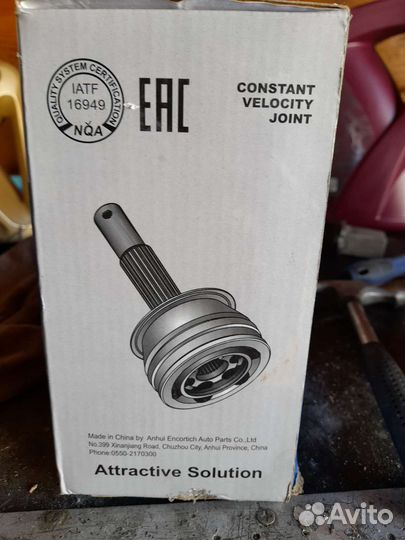 QUALITY SYSTEM CERTIFICATION
IATF
16949
NQA
EAC
CONSTANT
VELOCITY
JOINT
Made in China by Anhui Encortich Auto Parts Co.,Ltd
No.399 Xinanjiang Road, Chuzhou City, Anhui Province, China
Phone:0550-2170300
Attractive Solution
Avito